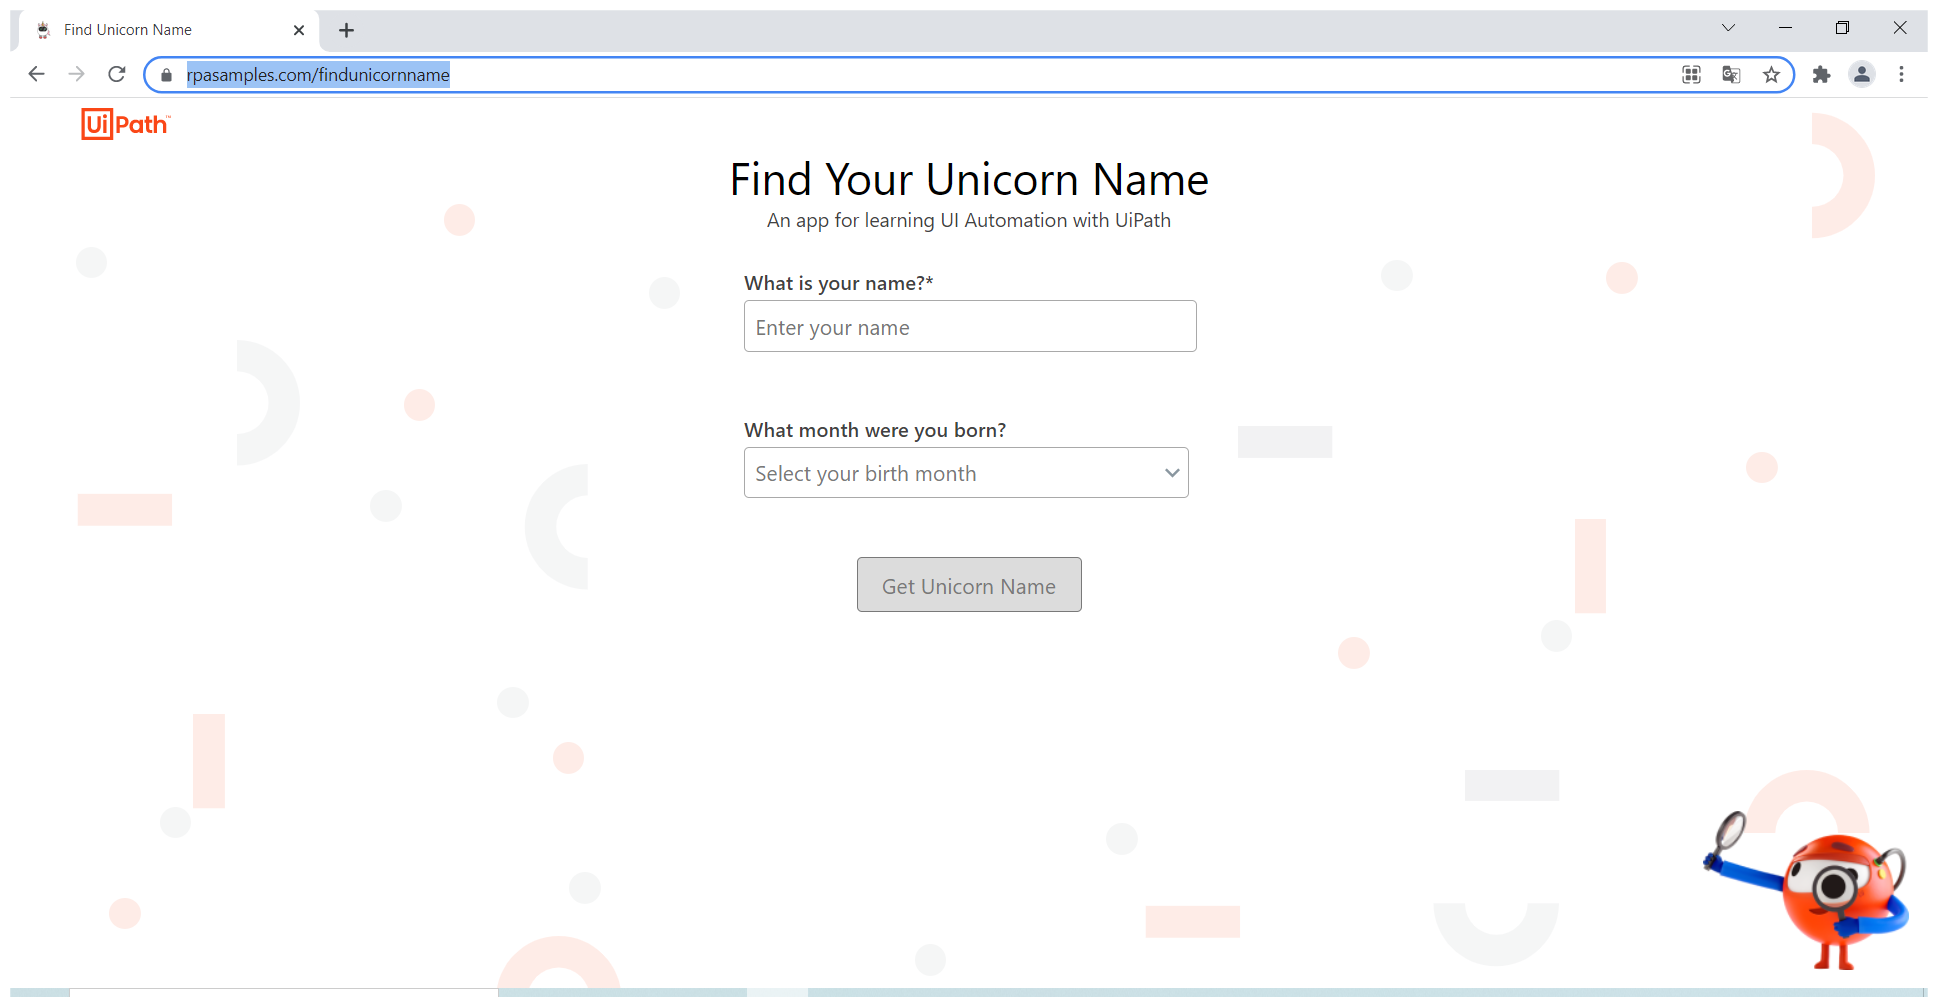 Find Unicorn Name
rpasamples.com/findunicornname
UiPath™
Find Your Unicorn Name
An app for learning UI Automation with UiPath
What is your name?*
Enter your name
What month were you born?
Select your birth month
Get Unicorn Name